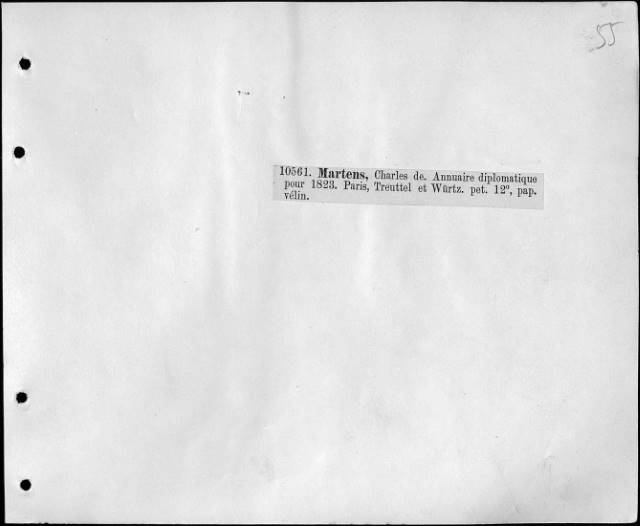 55
10561. Martens, Charles de. Annuaire diplomatique
pour 1823. Paris, Treuttel et Würtz. pet. 12°, pap.
vélin.